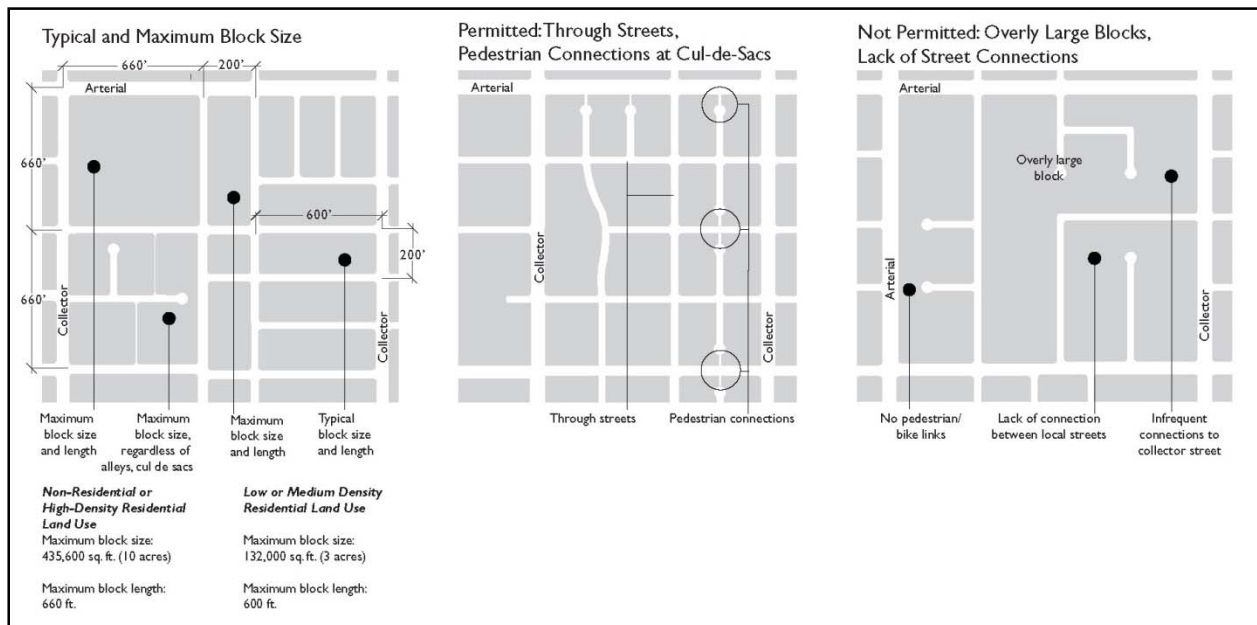 Typical and Maximum Block Size
660'
200'
Arterial
660'
600'
200'
660'
Collector
Collector
Maximum
block size
and length
Maximum
block size,
regardless of
alleys, cul de sacs
Maximum
block size
and length
Typical
block size
and length
Non-Residential or
High-Density Residential
Land Use
Maximum block size:
435,600 sq. ft. (10 acres)
Maximum block length:
660 ft.
Low or Medium Density
Residential Land Use
Maximum block size:
132,000 sq. ft. (3 acres)
Maximum block length:
600 ft.
Permitted: Through Streets,
Pedestrian Connections at Cul-de-Sacs
Arterial
Collector
Collector
Through streets
Pedestrian connections
Not Permitted: Overly Large Blocks,
Lack of Street Connections
Arterial
Overly large
block
Arterial
Collector
No pedestrian/
bike links
Lack of connection
between local streets
Infrequent
connections to
collector street